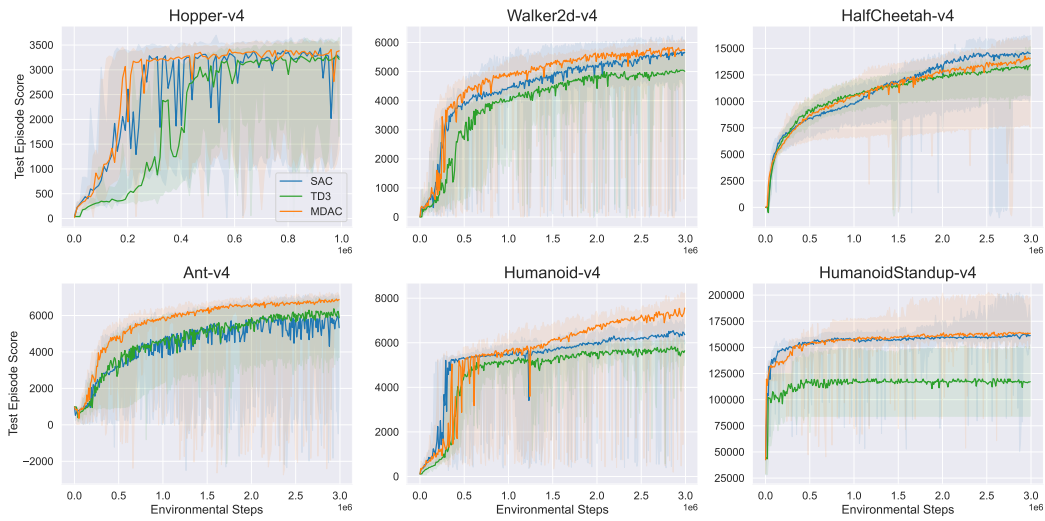 Hopper-v4
Test Episode Score
3500
3000
2500
2000
1500
1000
500
0
0.0 0.2 0.4 0.6 0.8 1.0
1e6
SAC
TD3
MDAC
Walker2d-v4
6000
5000
4000
3000
2000
1000
0
0.0 0.5 1.0 1.5 2.0 2.5 3.0
1e6
HalfCheetah-v4
15000
12500
10000
7500
5000
2500
0
0.0 0.5 1.0 1.5 2.0 2.5 3.0
1e6
Ant-v4
Test Episode Score
6000
4000
2000
0
−2000
0.0 0.5 1.0 1.5 2.0 2.5 3.0
Environmental Steps
1e6
Humanoid-v4
8000
6000
4000
2000
0
0.0 0.5 1.0 1.5 2.0 2.5 3.0
Environmental Steps
1e6
HumanoidStandup-v4
200000
175000
150000
125000
100000
75000
50000
25000
0.0 0.5 1.0 1.5 2.0 2.5 3.0
Environmental Steps
1e6